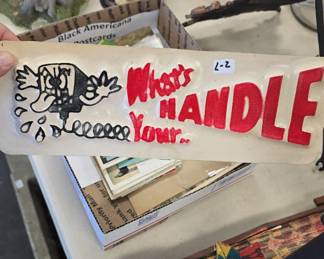 Black Americana
Postcards
L-2
What's
HANDLE
Your..